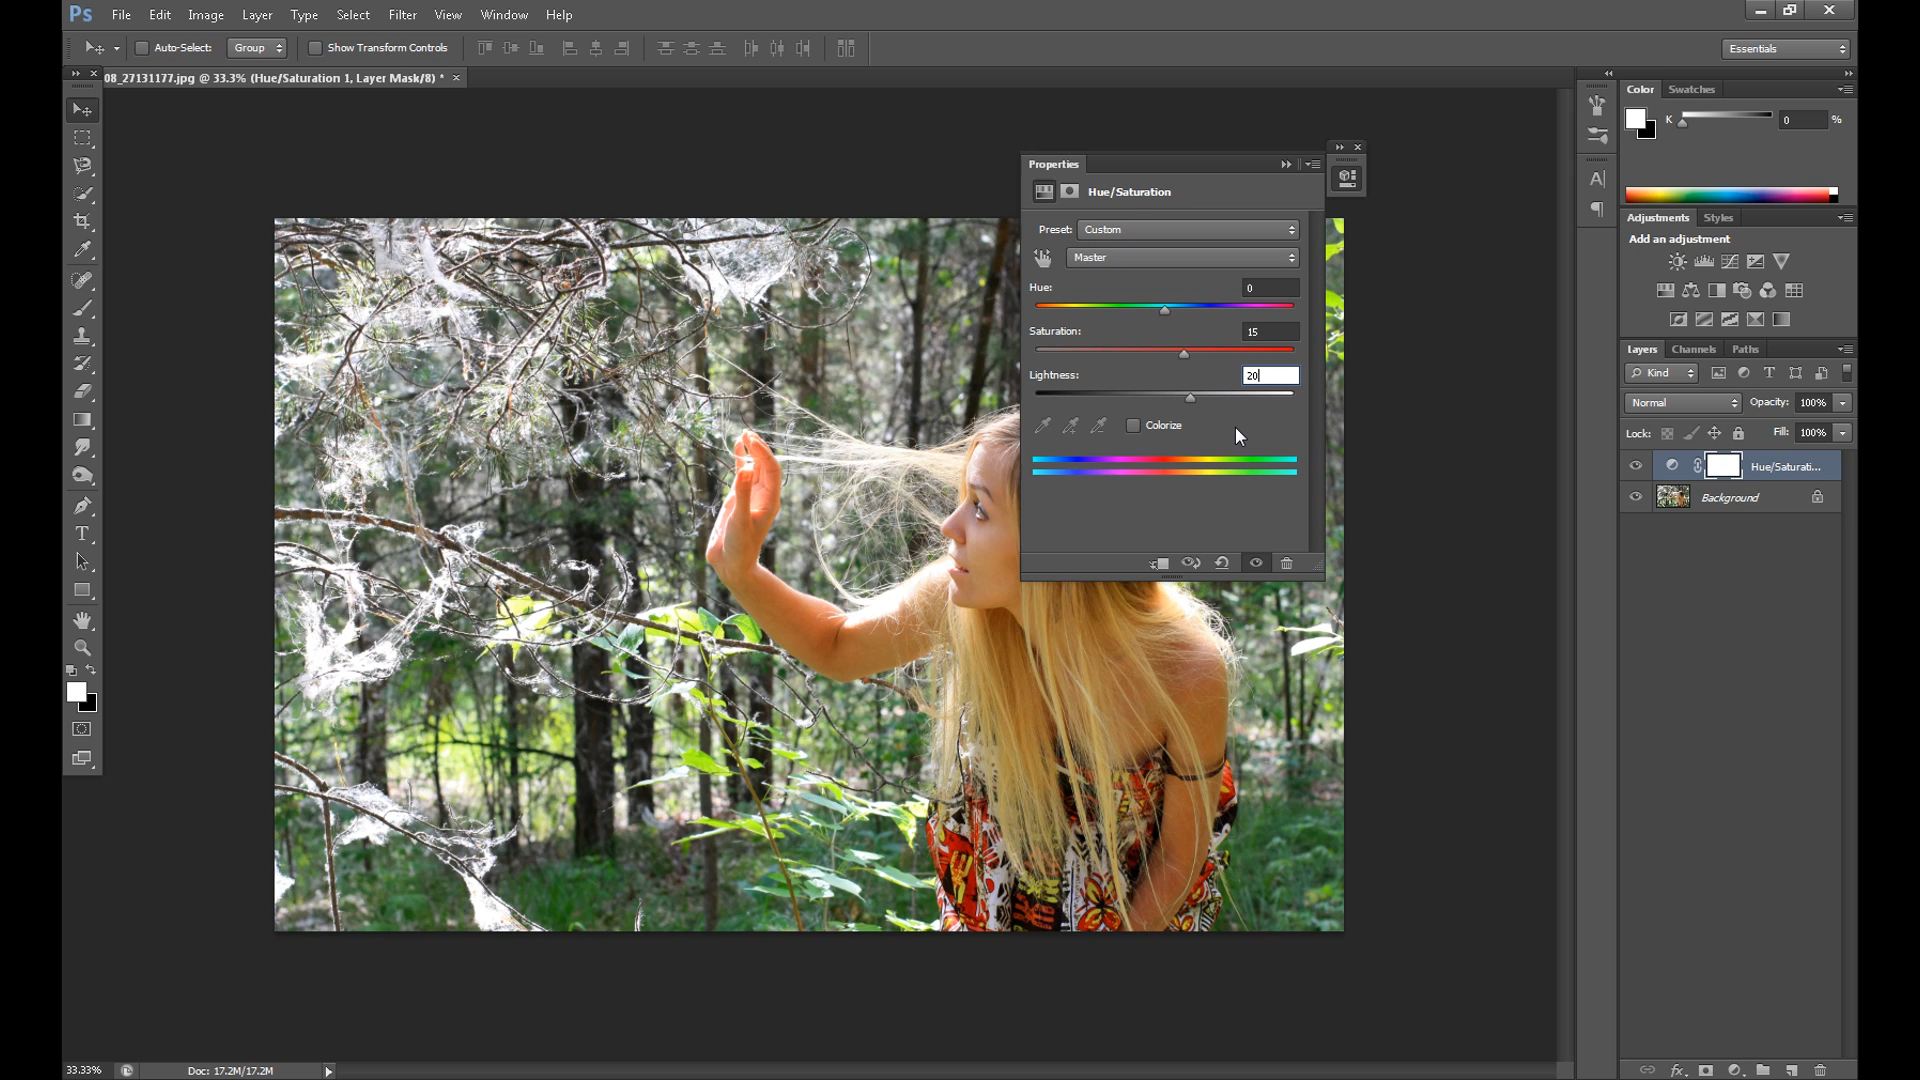 Ps File Edit Image Layer Type Select Filter View Window Help
Auto-Select: Group Show Transform Controls Essentials
08_27131177.jpg @ 33.3% (Hue/Saturation 1, Layer Mask/8) *
Color Swatches
K 0 %
Properties
Hue/Saturation
Preset: Custom
Master
Hue: 0
Saturation: 15
Lightness: 20
Colorize
Adjustments Styles
Add an adjustment
Layers Channels Paths
Kind
Normal Opacity: 100%
Lock: Fill: 100%
Hue/Saturati...
Background
33.33% Doc: 17.2M/17.2M